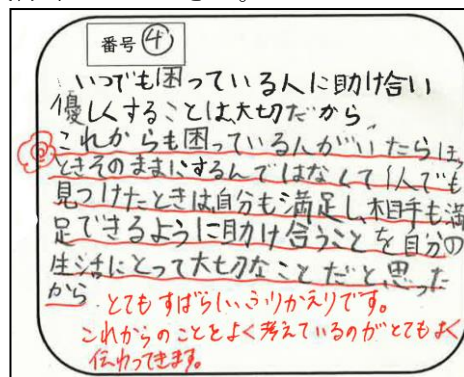 番号④
いつでも困っている人に助け合い
優しくすることは大切だから
これからも困っている人がいたらほっ
ときそのままにするんではなくて1人でも
見つけたときは自分も満足し、相手も満
足できるように助け合うことを自分の
生活にとって大切なことだと思った
から
とてもすばらしいふりかえりです。
これからのことをよく考えているのがとてもよく
伝わってきます。